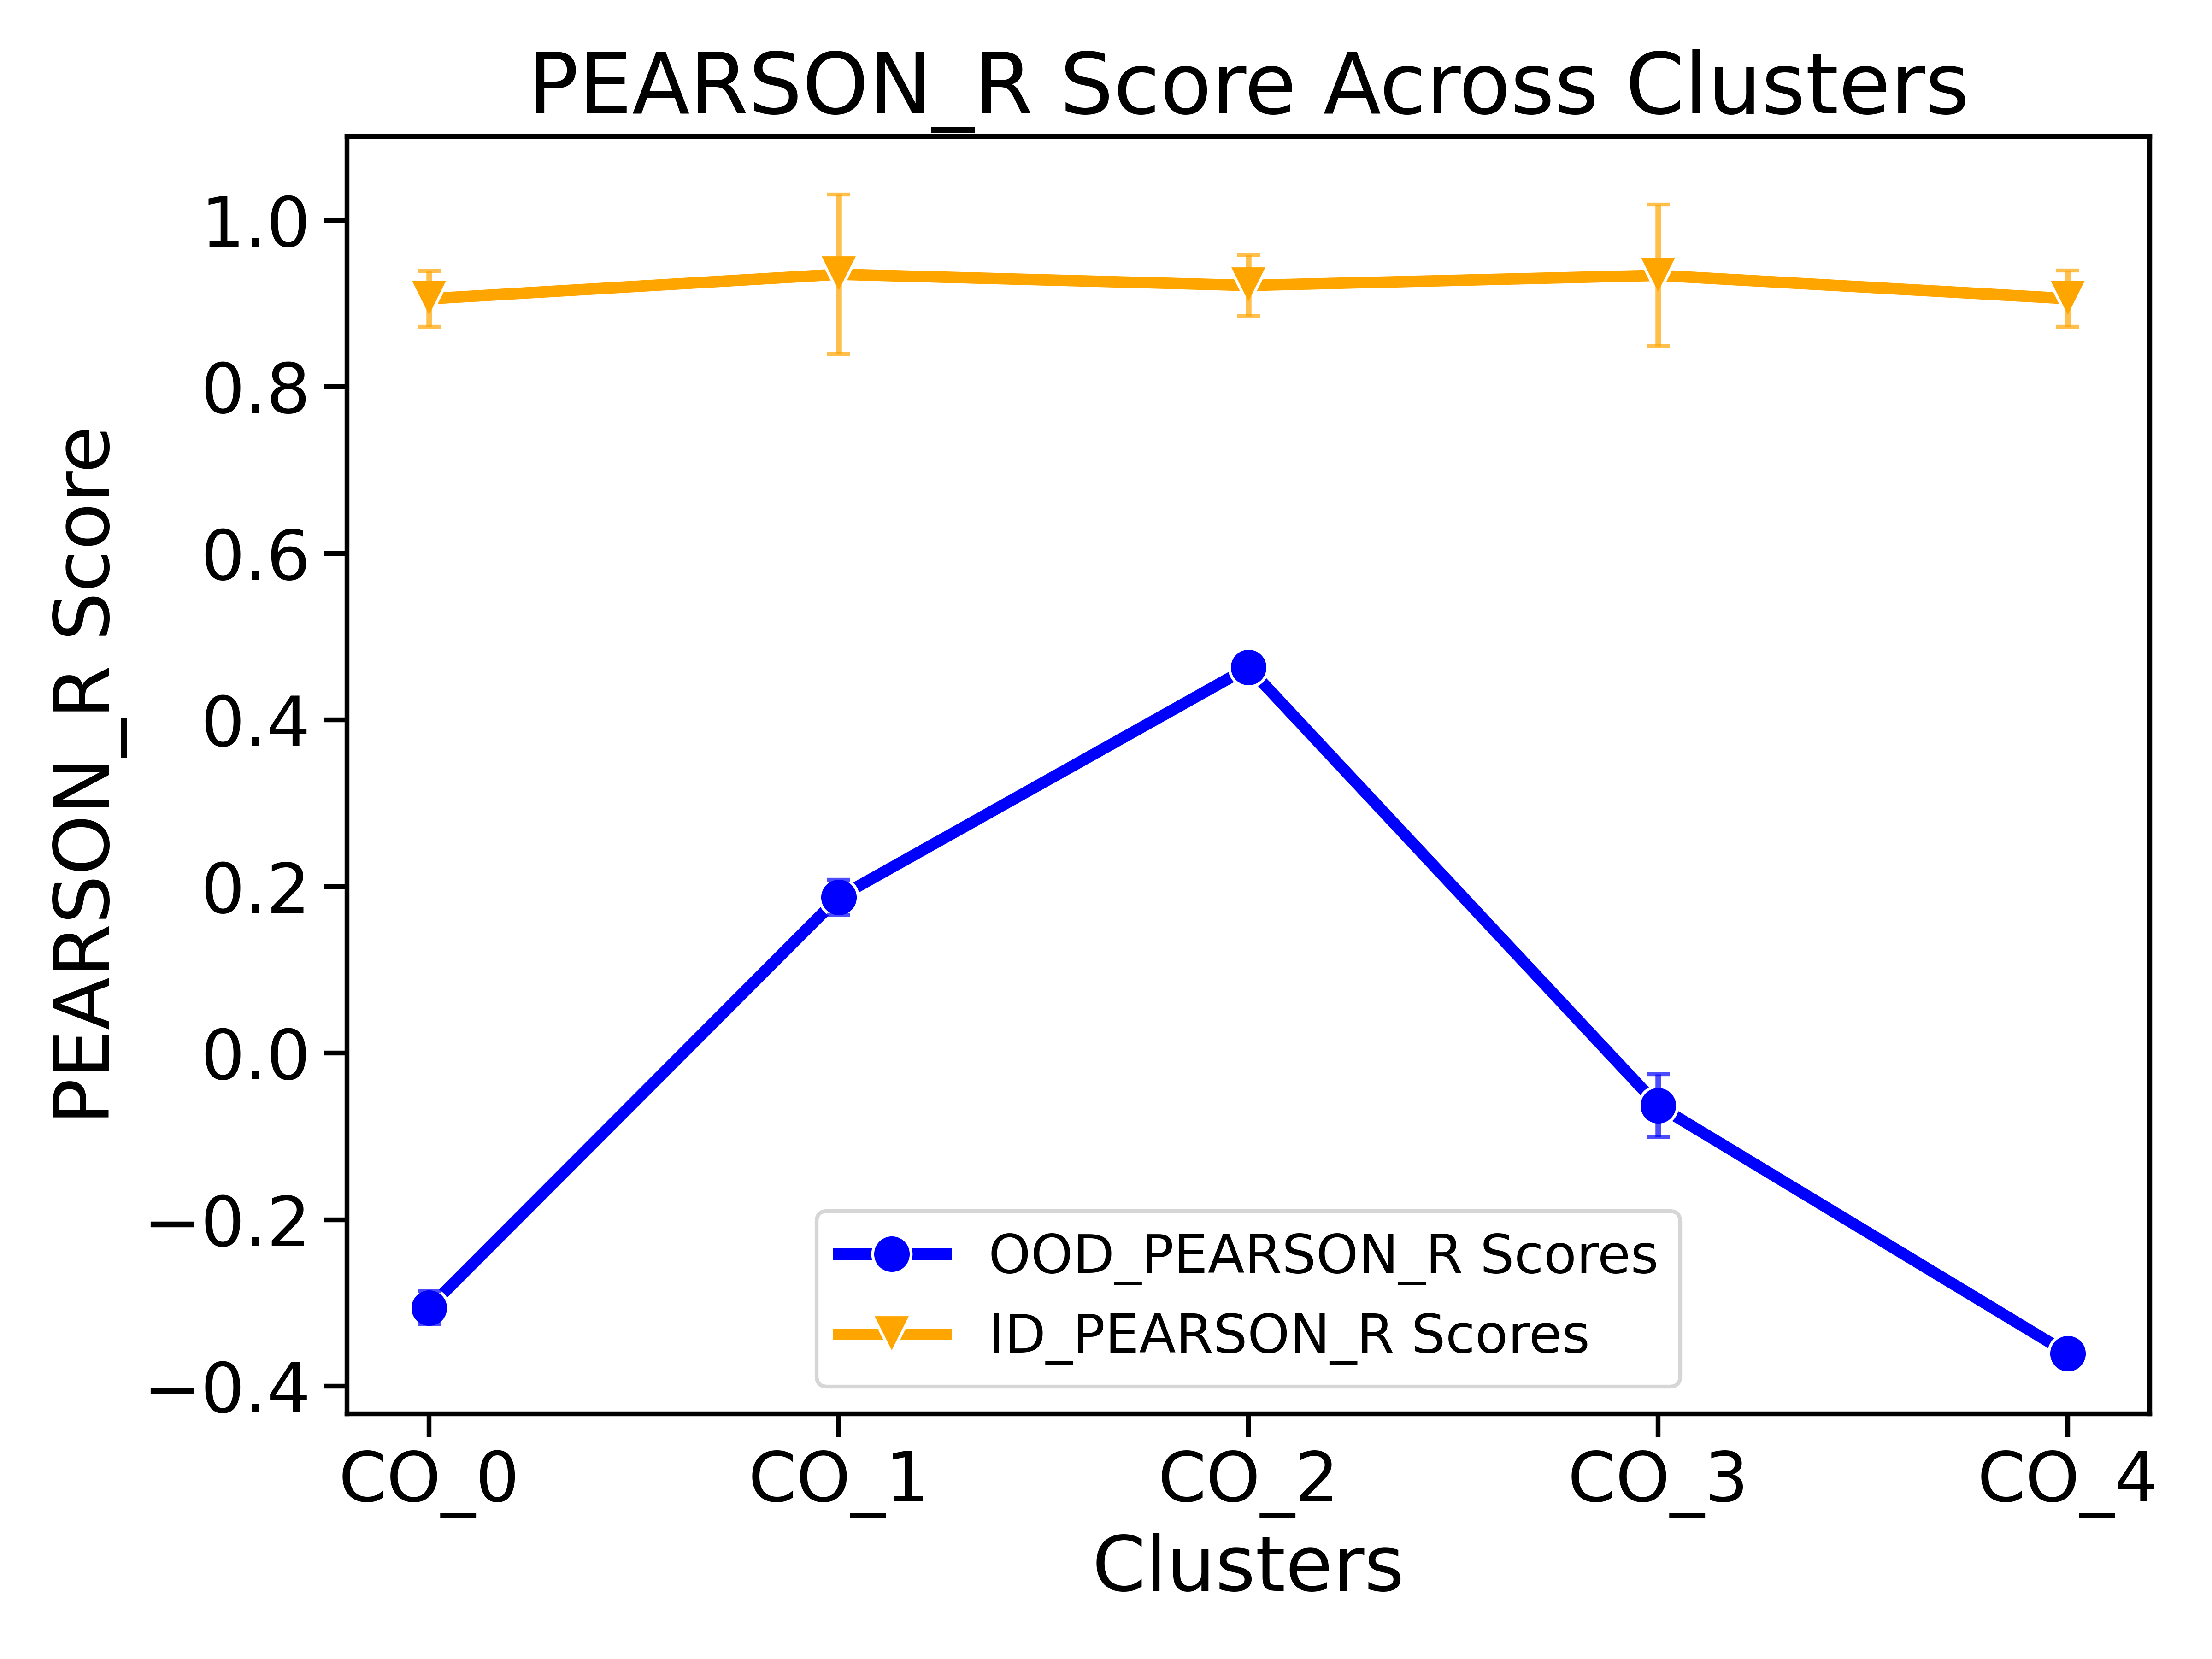 PEARSON_R Score Across Clusters
PEARSON_R Score
1.0
0.8
0.6
0.4
0.2
0.0
−0.2
−0.4
OOD_PEARSON_R Scores
ID_PEARSON_R Scores
CO_0 CO_1 CO_2 CO_3 CO_4
Clusters